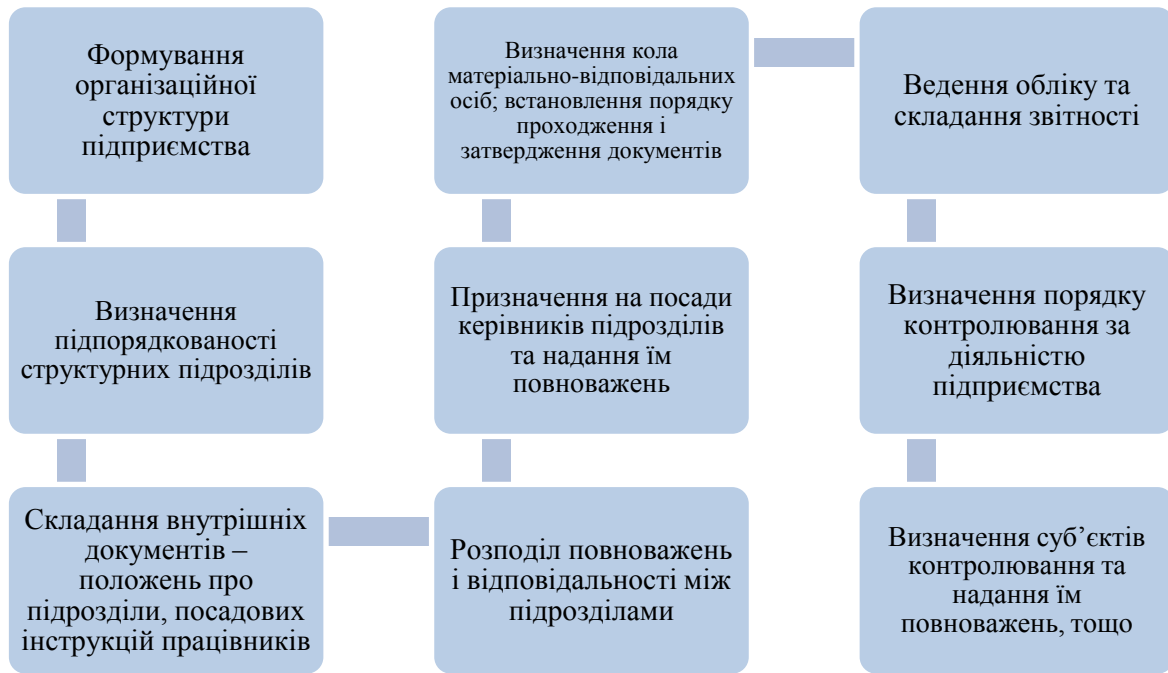 Формування
організаційної
структури
підприємства
Визначення
підпорядкованості
структурних підрозділів
Складання внутрішніх
документів –
положень про
підрозділи, посадових
інструкцій працівників
Розподіл повноважень
і відповідальності між
підрозділами
Призначення на посади
керівників підрозділів
та надання їм
повноважень
Визначення кола
матеріально-відповідальних
осіб; встановлення порядку
проходження і
затвердження документів
Ведення обліку та
складання звітності
Визначення порядку
контролювання за
діяльністю
підприємства
Визначення суб’єктів
контролювання та
надання їм
повноважень, тощо